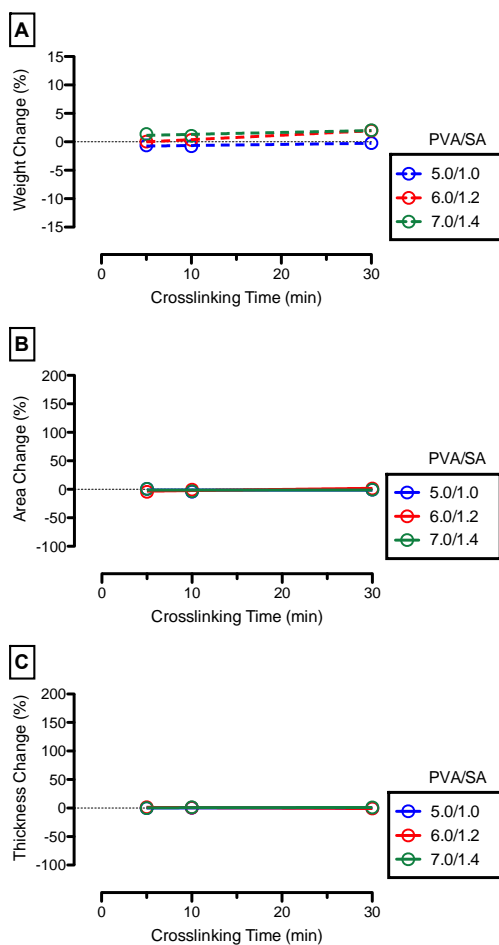 A
Weight Change (%)
15
10
5
0
-5
-10
-15
PVA/SA
5.0/1.0
6.0/1.2
7.0/1.4
0 10 20 30
Crosslinking Time (min)
B
Area Change (%)
200
150
100
50
0
-50
-100
PVA/SA
5.0/1.0
6.0/1.2
7.0/1.4
0 10 20 30
Crosslinking Time (min)
C
Thickness Change (%)
200
150
100
50
0
-50
-100
PVA/SA
5.0/1.0
6.0/1.2
7.0/1.4
0 10 20 30
Crosslinking Time (min)